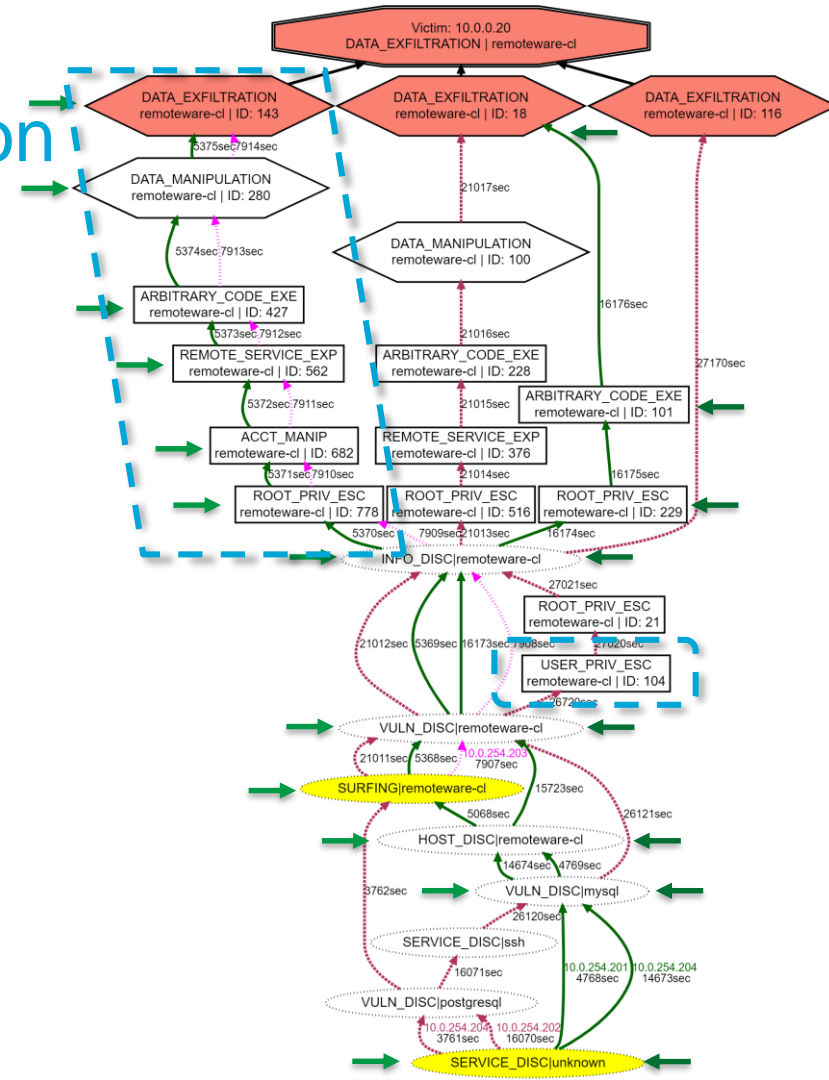 Victim: 10.0.0.20
DATA_EXFILTRATION | remoteware-cl
on
DATA_EXFILTRATION
remoteware-cl | ID: 143
DATA_EXFILTRATION
remoteware-cl | ID: 18
DATA_EXFILTRATION
remoteware-cl | ID: 116
5375sec
7914sec
DATA_MANIPULATION
remoteware-cl | ID: 280
21017sec
DATA_MANIPULATION
remoteware-cl | ID: 100
5374sec
7913sec
ARBITRARY_CODE_EXE
remoteware-cl | ID: 427
16176sec
5373sec
7912sec
21016sec
REMOTE_SERVICE_EXP
remoteware-cl | ID: 562
ARBITRARY_CODE_EXE
remoteware-cl | ID: 228
27170sec
5372sec
7911sec
21015sec
ARBITRARY_CODE_EXE
remoteware-cl | ID: 101
ACCT_MANIP
remoteware-cl | ID: 682
REMOTE_SERVICE_EXP
remoteware-cl | ID: 376
5371sec
7910sec
21014sec
16175sec
ROOT_PRIV_ESC
remoteware-cl | ID: 778
ROOT_PRIV_ESC
remoteware-cl | ID: 516
ROOT_PRIV_ESC
remoteware-cl | ID: 229
5370sec
7909sec
21013sec
16174sec
INFO_DISC|remoteware-cl
27021sec
ROOT_PRIV_ESC
remoteware-cl | ID: 21
21012sec
5369sec
16173sec
7908sec
27020sec
USER_PRIV_ESC
remoteware-cl | ID: 104
26720sec
VULN_DISC|remoteware-cl
21011sec
5368sec
10.0.254.203
7907sec
SURFING|remoteware-cl
15723sec
5068sec
26121sec
HOST_DISC|remoteware-cl
14674sec
4769sec
3762sec
VULN_DISC|mysql
26120sec
SERVICE_DISC|ssh
16071sec
10.0.254.201
4768sec
10.0.254.204
14673sec
VULN_DISC|postgresql
10.0.254.204
3761sec
10.0.254.202
16070sec
SERVICE_DISC|unknown